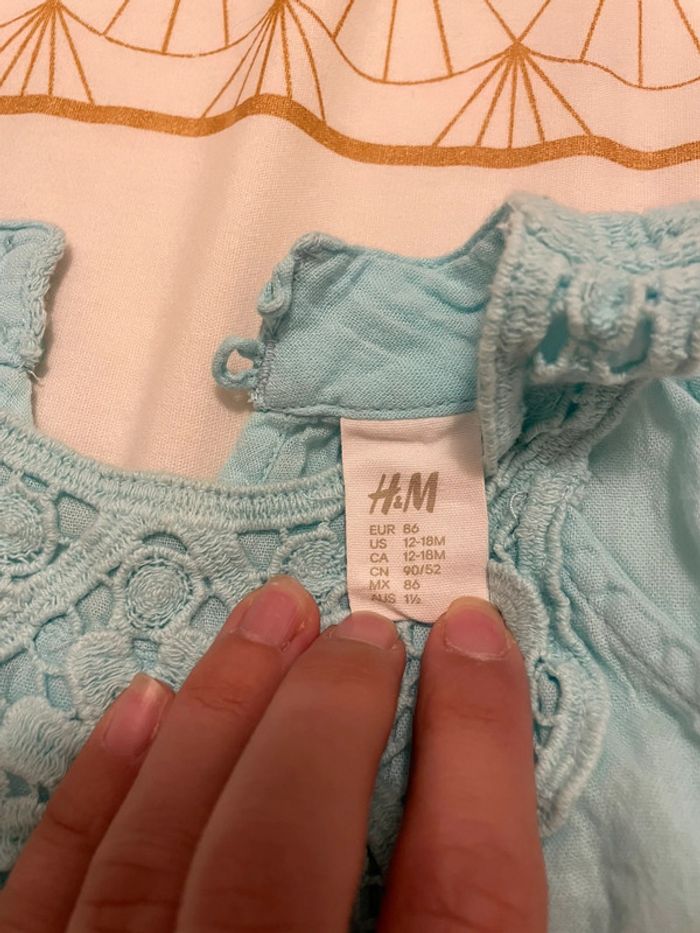 H&M
EUR 86
US 12-18M
CA 12-18M
CN 90/52
MX 86
AUS 1½